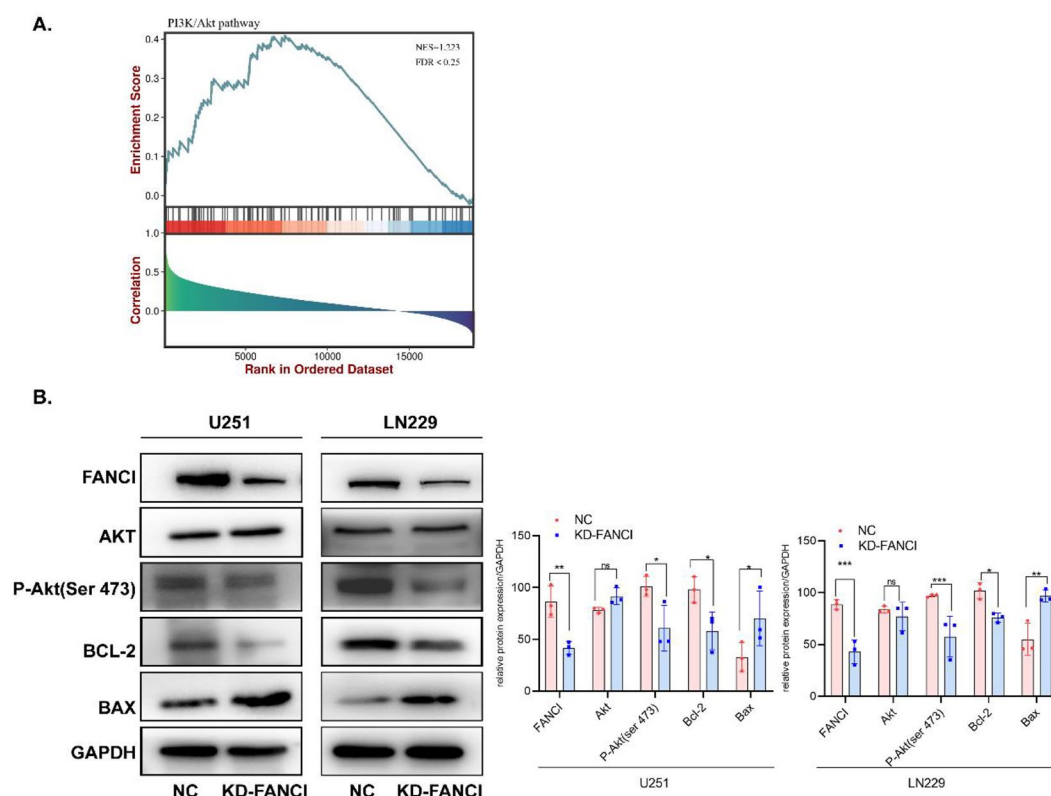 A.
PI3K/Akt pathway
NES=1.223
FDR < 0.25
Enrichment Score
0.4
0.3
0.2
0.1
0.0
Correlation
1.0
0.5
0.0
5000 10000 15000
Rank in Ordered Dataset
B.
U251 LN229
FANCI
AKT
P-Akt(Ser 473)
BCL-2
BAX
GAPDH
NC KD-FANCI NC KD-FANCI
NC
KD-FANCI
relative protein expression/GAPDH
150
100
50
0
** ns * * *
FANCI Akt P-Akt(ser 473) Bcl-2 Bax
U251
NC
KD-FANCI
relative protein expression/GAPDH
150
100
50
0
*** ns *** * **
FANCI Akt P-Akt(ser 473) Bcl-2 Bax
LN229